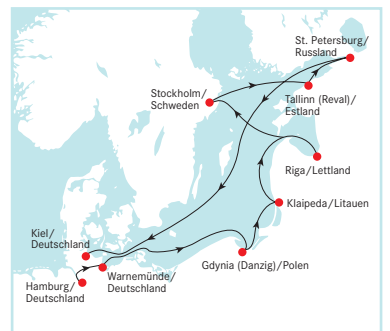 St. Petersburg/
Russland
Stockholm/
Schweden
Tallinn (Reval)/
Estland
Riga/Lettland
Klaipeda/Litauen
Kiel/
Deutschland
Gdynia (Danzig)/Polen
Warnemünde/
Deutschland
Hamburg/
Deutschland